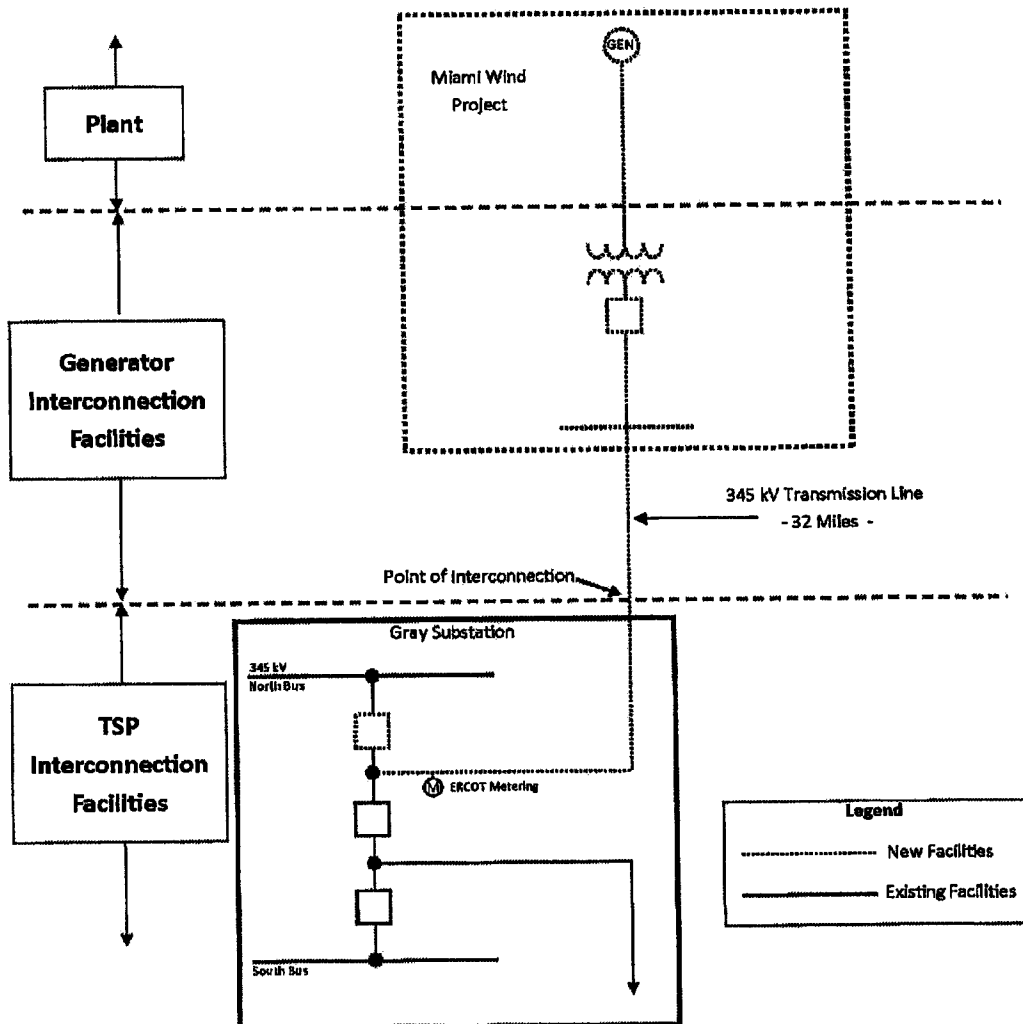 GEN
Miami Wind
Project
Plant
Generator
Interconnection
Facilities
345 kV Transmission Line
- 32 Miles -
Point of Interconnection
Gray Substation
345 kV
North Bus
TSP
Interconnection
Facilities
M ERCOT Metering
Legend
New Facilities
Existing Facilities
South Bus